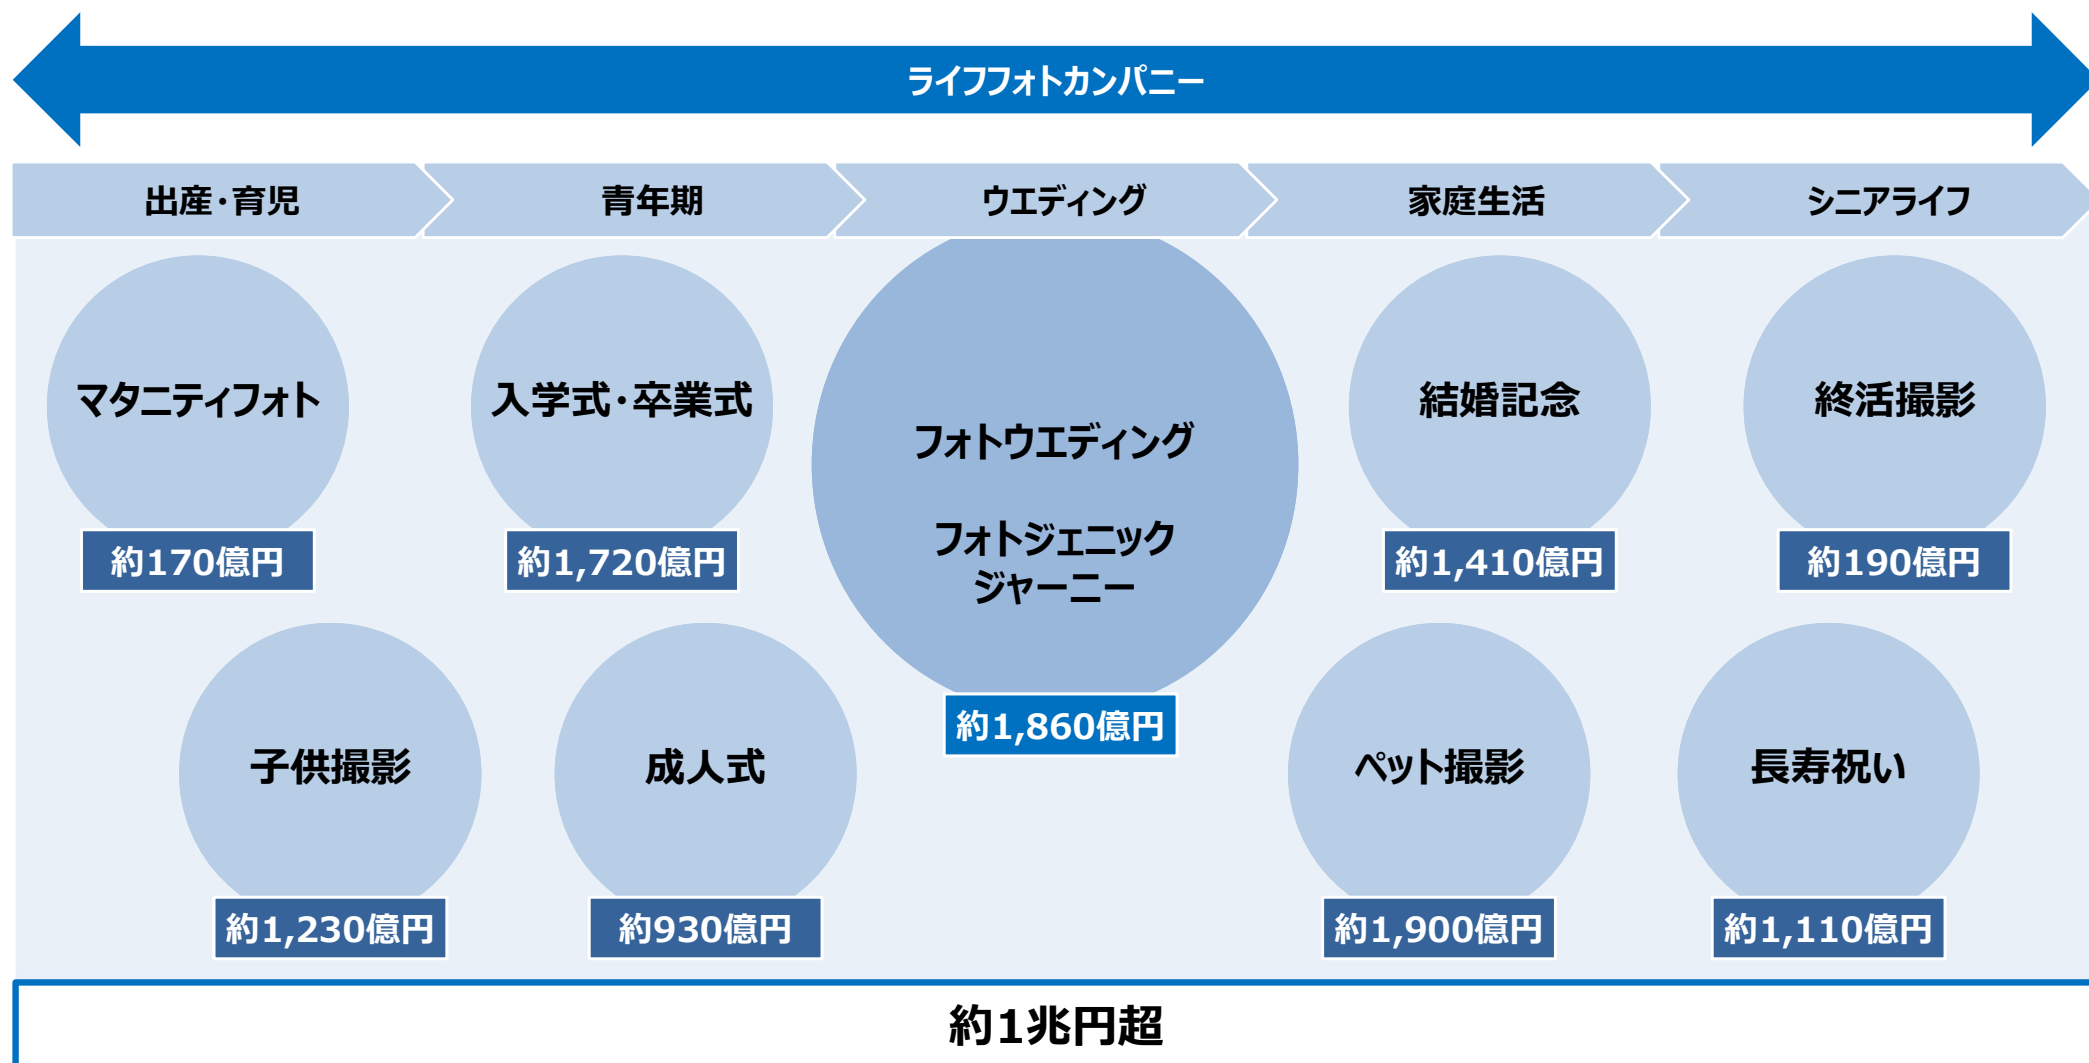 ライフフォトカンパニー
出産・育児
青年期
ウエディング
家庭生活
シニアライフ
マタニティフォト
約170億円
入学式・卒業式
約1,720億円
フォトウエディング
フォトジェニック
ジャーニー
約1,860億円
結婚記念
約1,410億円
終活撮影
約190億円
子供撮影
約1,230億円
成人式
約930億円
ペット撮影
約1,900億円
長寿祝い
約1,110億円
約1兆円超